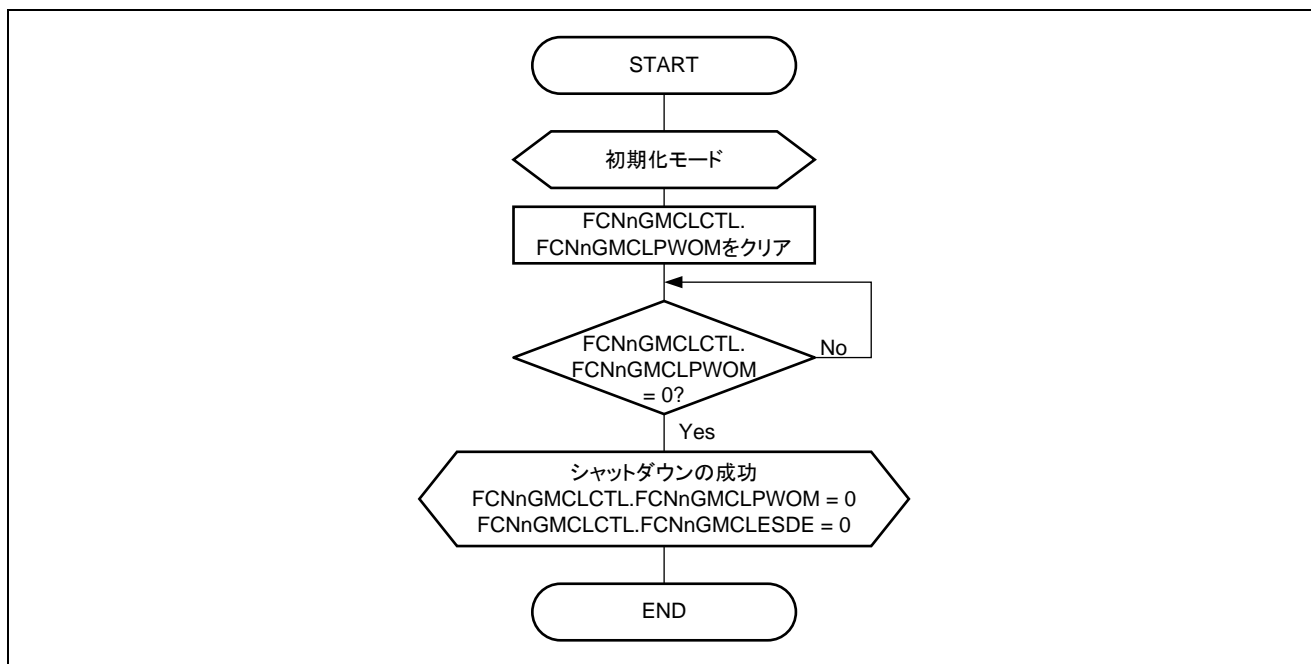 START
初期化モード
FCNnGMCLCTL.
FCNnGMCLPWOMをクリア
FCNnGMCLCTL.
FCNnGMCLPWOM
= 0?
No
Yes
シャットダウンの成功
FCNnGMCLCTL.FCNnGMCLPWOM = 0
FCNnGMCLCTL.FCNnGMCLESDE = 0
END